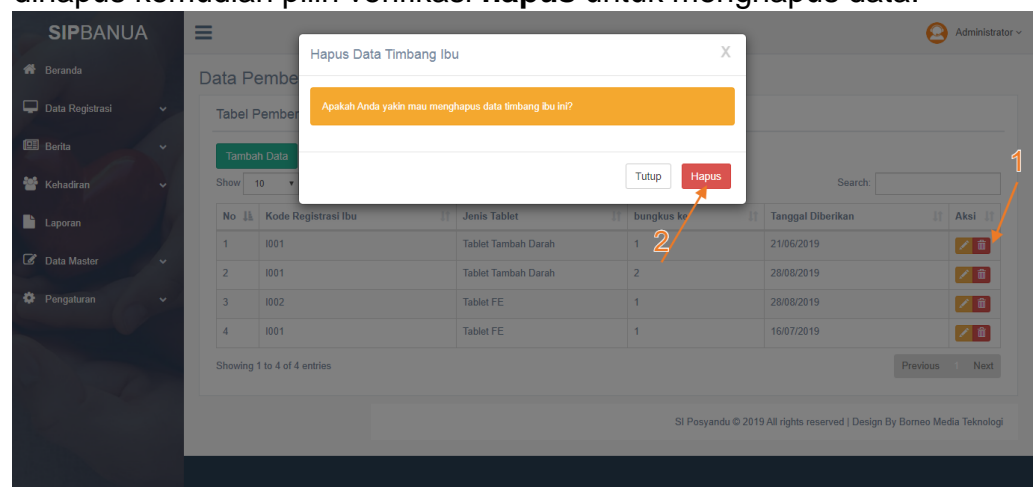 dihapus kemudian pilih verifikasi hapus untuk menghapus data.
SIPBANUA
Administrator
Hapus Data Timbang Ibu
X
Apakah Anda yakin mau menghapus data timbang ibu ini?
Tutup Hapus
Beranda
Data Registrasi
Berita
Kehadiran
Laporan
Data Master
Pengaturan
Data Pembe
Tabel Pember
Tambah Data
Show 10
Search:
1
2
No Kode Registrasi Ibu Jenis Tablet bungkus ke Tanggal Diberikan Aksi
1 I001 Tablet Tambah Darah 1 21/06/2019
2 I001 Tablet Tambah Darah 2 28/08/2019
3 I002 Tablet FE 1 28/08/2019
4 I001 Tablet FE 1 16/07/2019
Showing 1 to 4 of 4 entries
Previous 1 Next
SI Posyandu © 2019 All rights reserved | Design By Borneo Media Teknologi